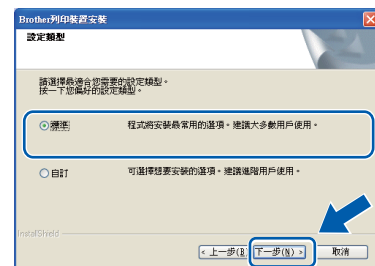 Brother列印裝置安裝
設定類型
請選擇最適合您需要的設定類型。
按一下您偏好的設定類型。
標準
程式將安裝最常用的選項。建議大多數用戶使用。
自訂
可選擇想要安裝的選項。建議進階用戶使用。
InstallShield
< 上一步(B)
下一步(N) >
取消